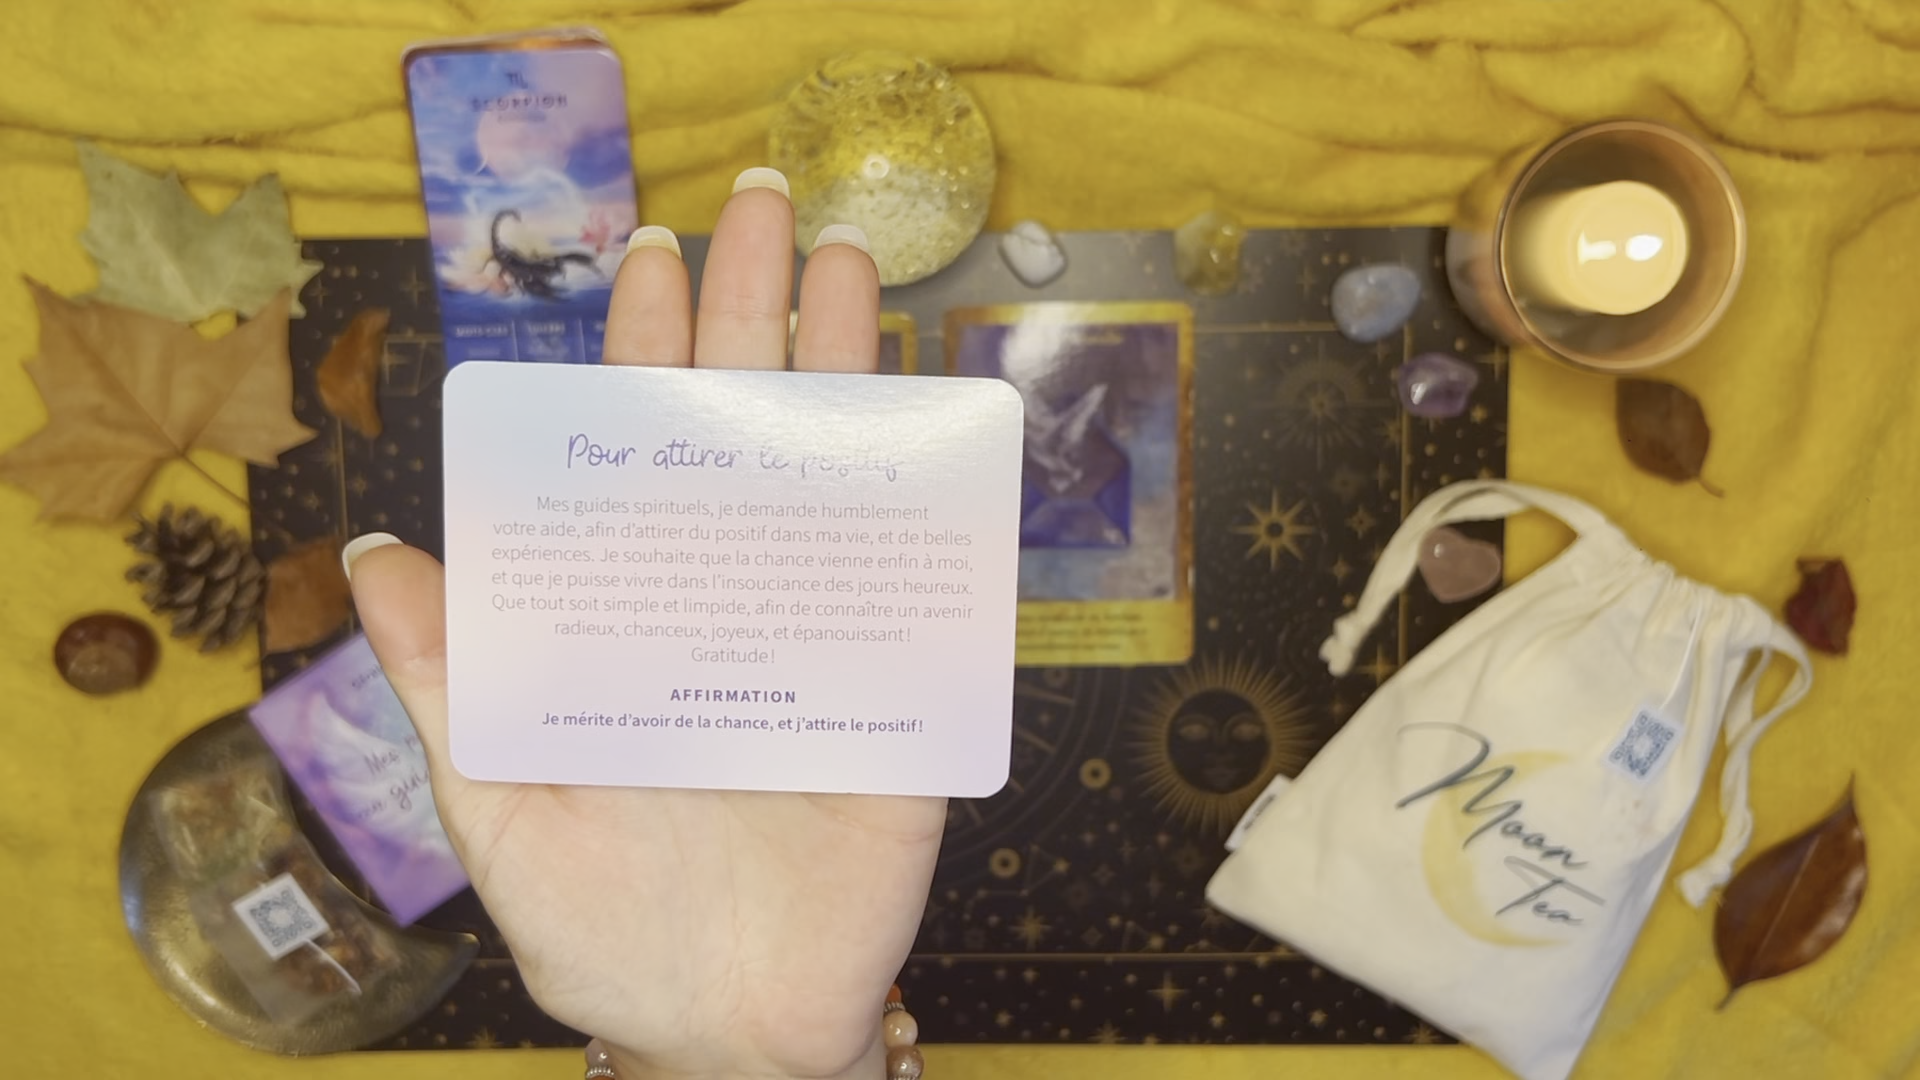 SCORPION
Pour attirer le positif
Mes guides spirituels, je demande humblement
votre aide, afin d'attirer du positif dans ma vie, et de belles
expériences. Je souhaite que la chance vienne enfin à moi,
et que je puisse vivre dans l'insouciance des jours heureux.
Que tout soit simple et limpide, afin de connaître un avenir
radieux, chanceux, joyeux, et épanouissant !
Gratitude !
AFFIRMATION
Je mérite d'avoir de la chance, et j'attire le positif !
Mes
Moon
Tea